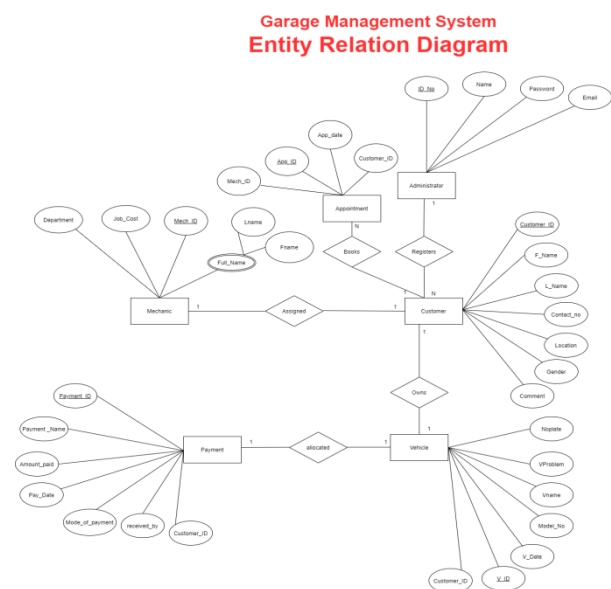 Garage Management System
Entity Relation Diagram
ID_No
Name
Password
Email
App_date
App_ID
Customer_ID
Mech_ID
Appointment
Administrator
Department
Job_Cost
Mech_ID
Lname
Fname
Full_Name
N
1
Books
Registers
Customer_ID
F_Name
L_Name
Contact_no
Location
Gender
Comment
1
N
Mechanic
1
Assigned
1
Customer
1
Owns
1
Payment_ID
Payment _Name
Amount_paid
Pay_Date
Mode_of_payment
received_by
Customer_ID
Payment
1
allocated
1
Vehicle
Noplate
VProblem
Vname
Model_No
V_Date
V_ID
Customer_ID